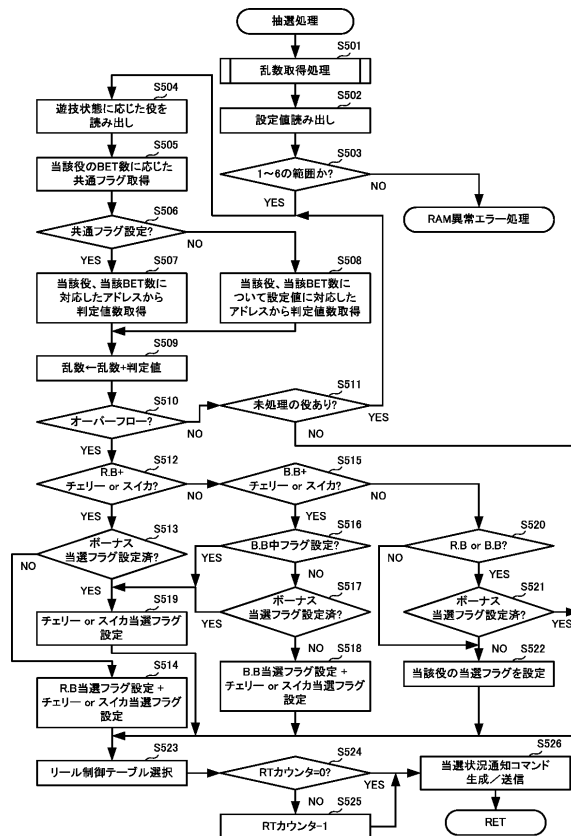 抽選処理
S501
乱数取得処理
S502
設定値読み出し
S503
1～6の範囲か?
YES
NO
RAM異常エラー処理
S504
遊技状態に応じた役を
読み出し
S505
当該役のBET数に応じた
共通フラグ取得
S506
共通フラグ設定?
YES
NO
S507
当該役、当該BET数に
対応したアドレスから
判定値数取得
S508
当該役、当該BET数に
ついて設定値に対応した
アドレスから判定値数取得
S509
乱数←乱数+判定値
S510
オーバーフロー?
YES
NO
S511
未処理の役あり?
YES
NO
S512
R.B+
チェリー or スイカ?
YES
NO
S515
B.B+
チェリー or スイカ?
YES
NO
S513
ボーナス
当選フラグ設定済?
NO
YES
S516
B.B中フラグ設定?
YES
NO
S520
R.B or B.B?
NO
YES
S517
ボーナス
当選フラグ設定済?
YES
NO
S521
ボーナス
当選フラグ設定済?
YES
NO
S519
チェリー or スイカ当選フラグ
設定
S514
R.B当選フラグ設定 +
チェリー or スイカ当選フラグ
設定
S518
B.B当選フラグ設定 +
チェリー or スイカ当選フラグ
設定
S522
当該役の当選フラグを設定
S523
リール制御テーブル選択
S524
RTカウンタ=0?
YES
NO
S525
RTカウンタ-1
S526
当選状況通知コマンド
生成／送信
RET